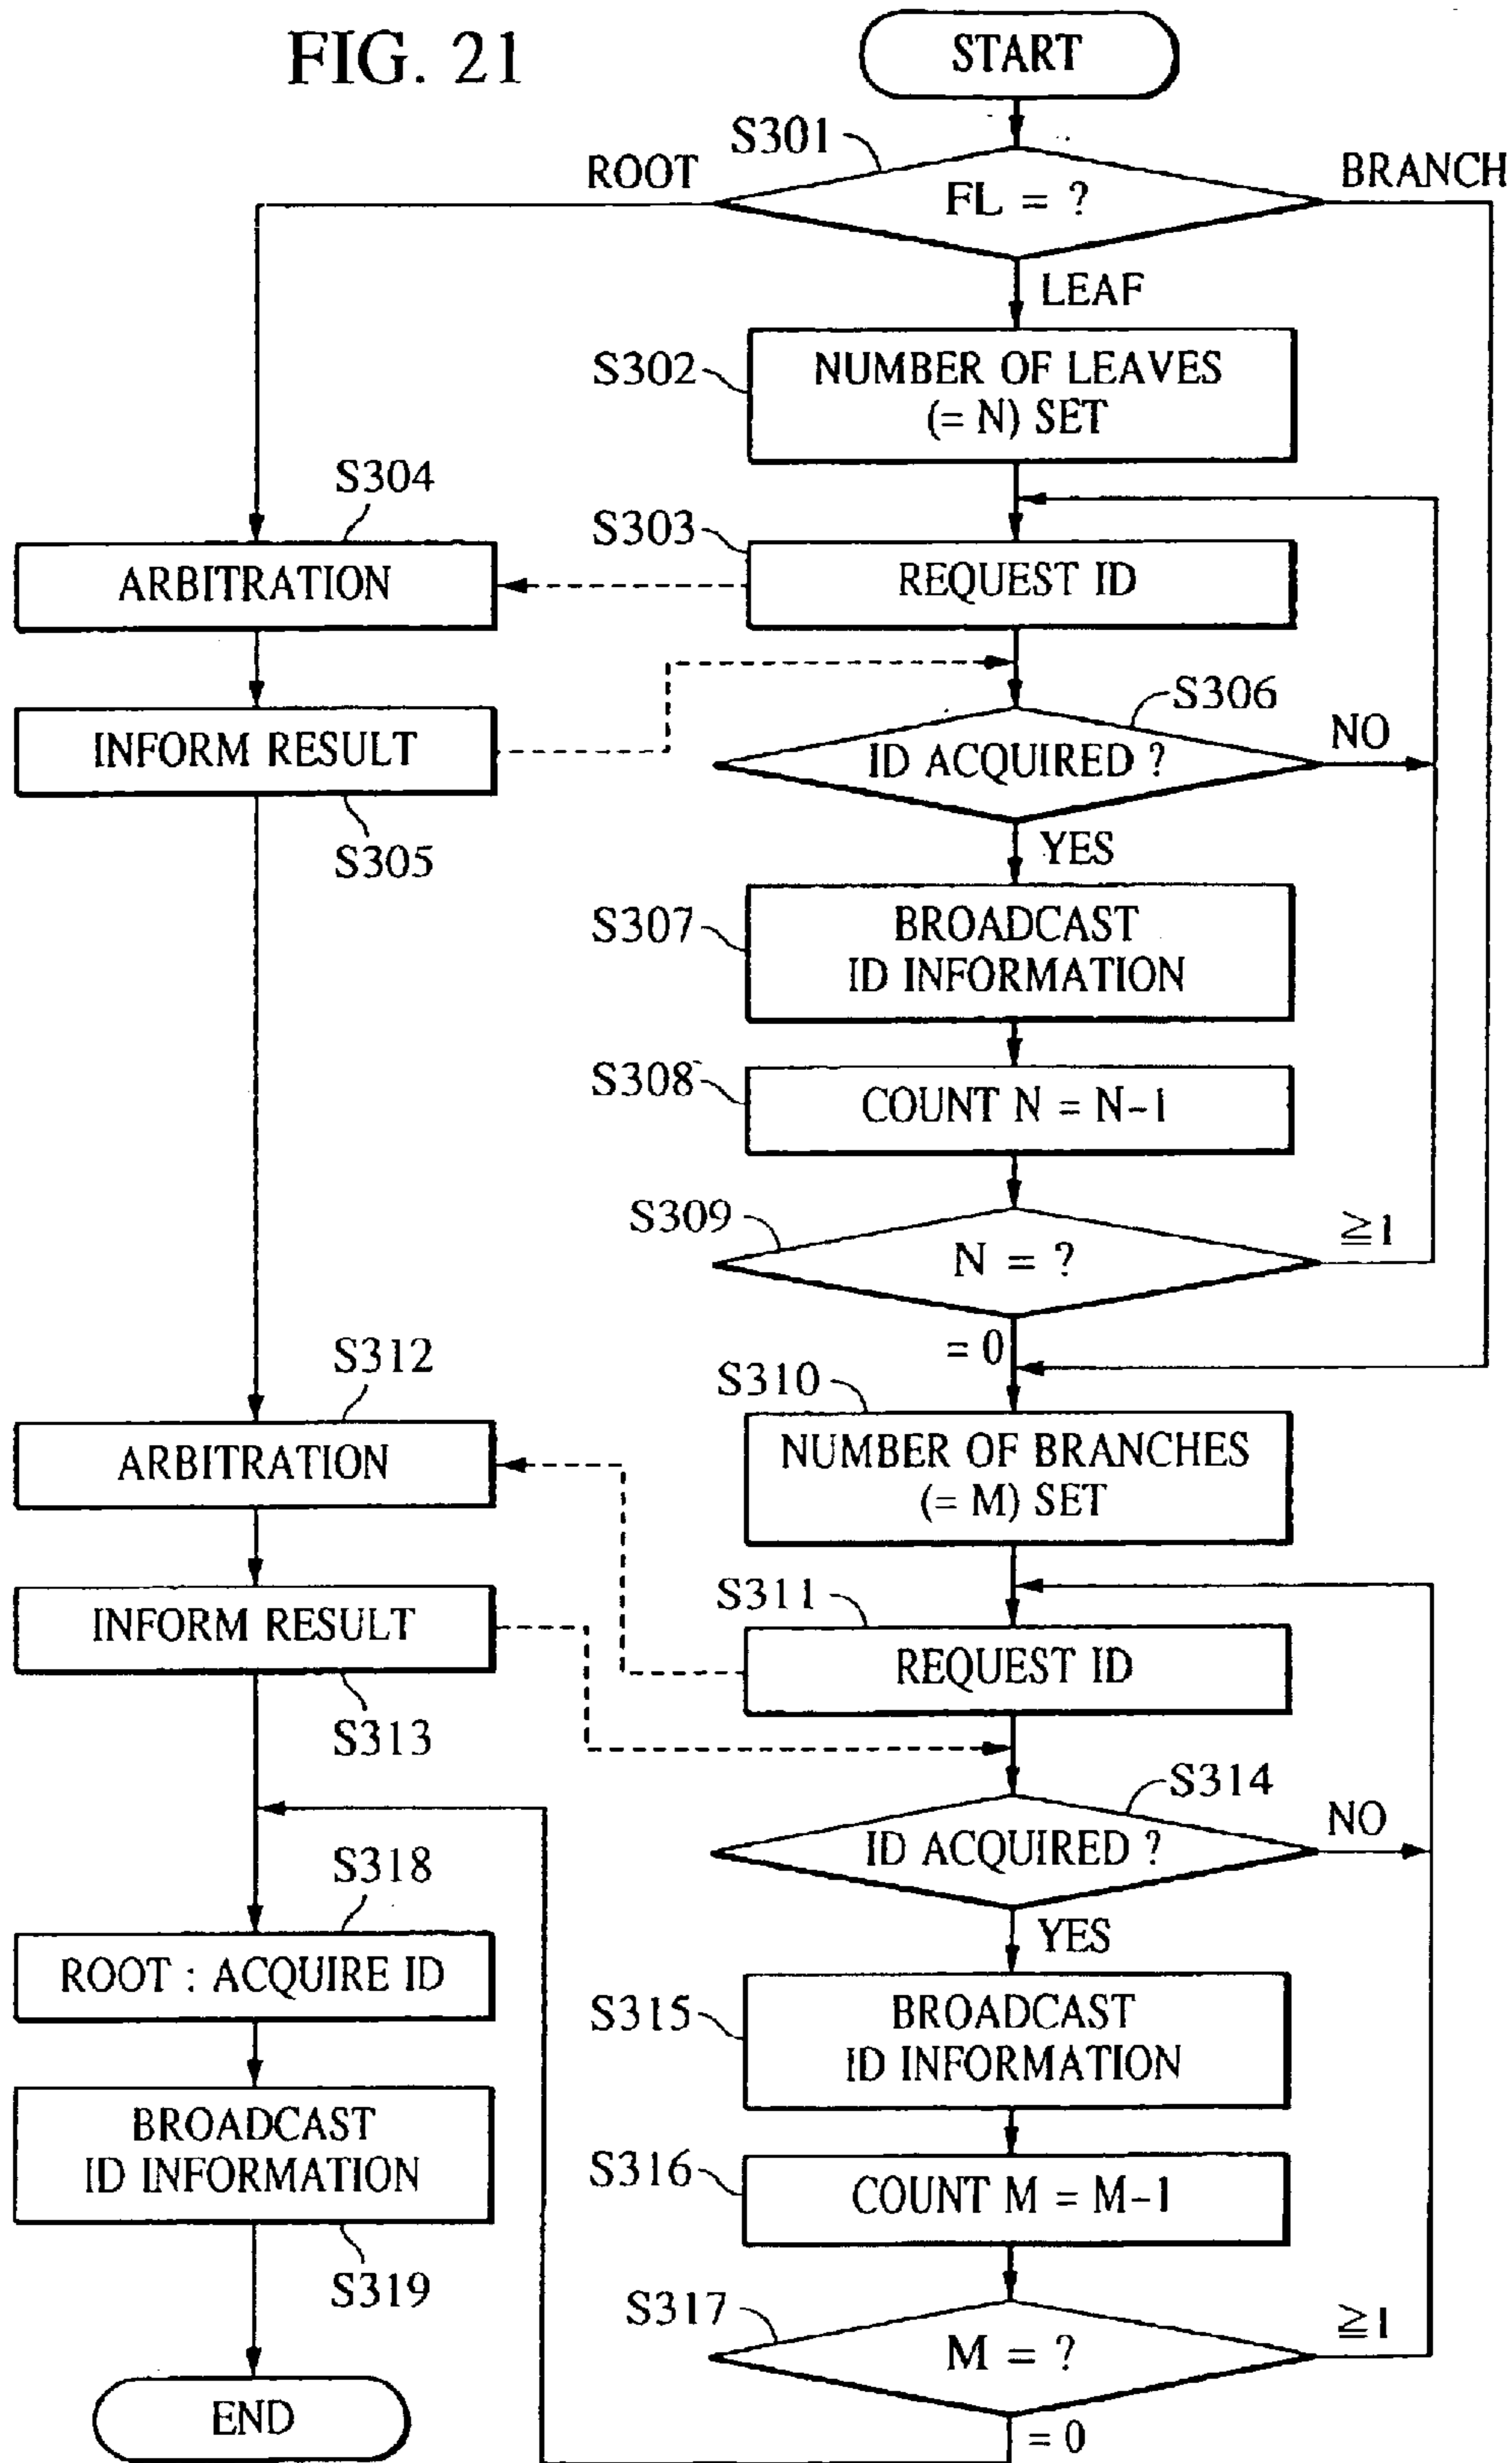 FIG. 21
START
S301
ROOT
FL = ?
BRANCH
LEAF
S302
NUMBER OF LEAVES
(= N) SET
S304
ARBITRATION
S303
REQUEST ID
INFORM RESULT
S305
S306
ID ACQUIRED ?
NO
YES
S307
BROADCAST
ID INFORMATION
S308
COUNT N = N-1
S309
N = ?
≧1
= 0
S312
ARBITRATION
S310
NUMBER OF BRANCHES
(= M) SET
INFORM RESULT
S313
S311
REQUEST ID
S314
ID ACQUIRED ?
NO
YES
S318
ROOT : ACQUIRE ID
S315
BROADCAST
ID INFORMATION
BROADCAST
ID INFORMATION
S319
S316
COUNT M = M-1
S317
M = ?
≧1
= 0
END